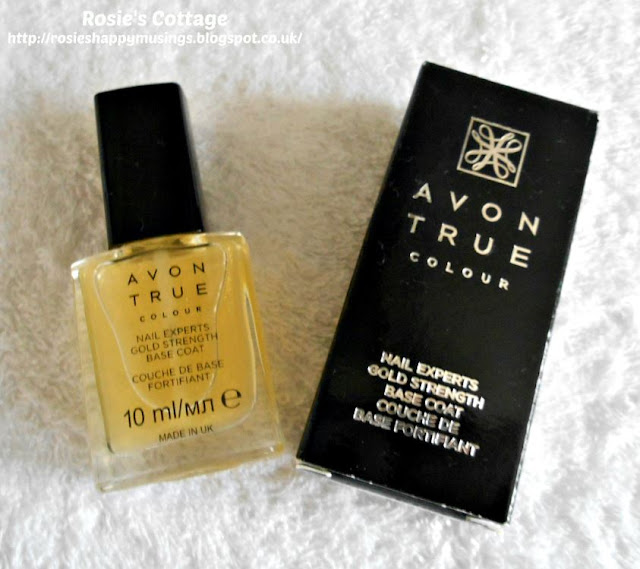 Rosie's Cottage
http://rosieshappymusings.blogspot.co.uk/
AVON
TRUE
COLOUR
NAIL EXPERTS
GOLD STRENGTH
BASE COAT
COUCHE DE BASE
FORTIFIANT
10 ml/мл e
MADE IN UK
AVON
TRUE
COLOUR
NAIL EXPERTS
GOLD STRENGTH
BASE COAT
COUCHE DE
BASE FORTIFIANT